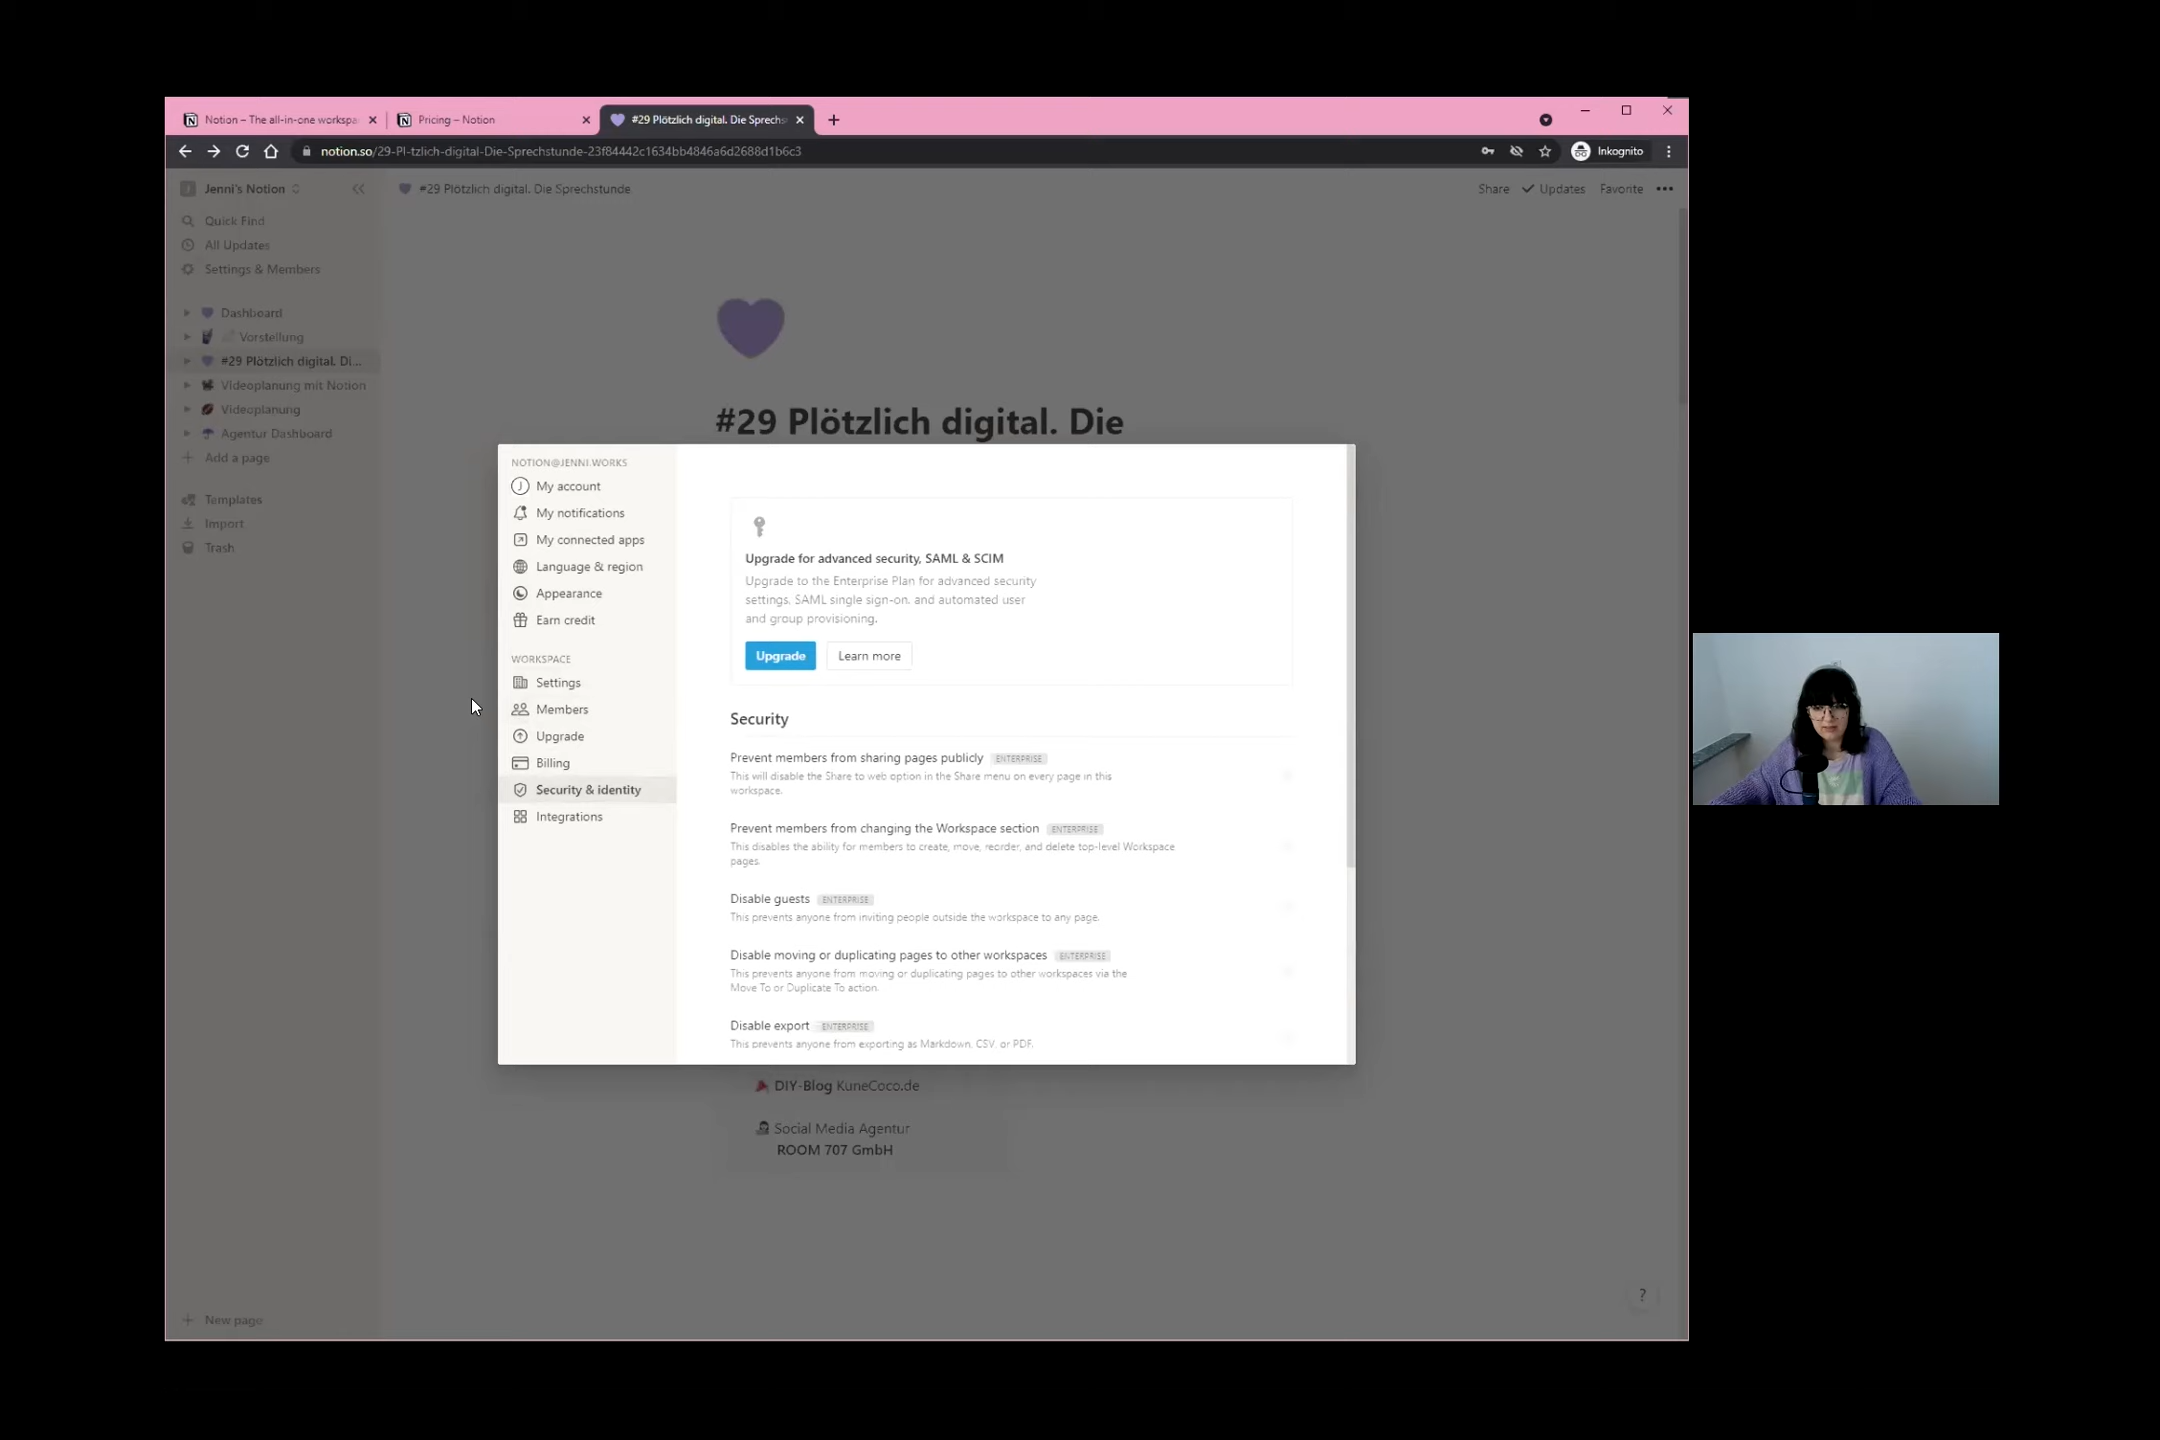 Notion – The all-in-one workspa
Pricing – Notion
#29 Plötzlich digital. Die Sprechs
notion.so/29-Pl-tzlich-digital-Die-Sprechstunde-23f84442c1634bb4846a6d2688d1b6c3
Inkognito
Jenni's Notion
#29 Plötzlich digital. Die Sprechstunde
Share
Updates
Favorite
Quick Find
All Updates
Settings & Members
Dashboard
Vorstellung
#29 Plötzlich digital. Di...
Videoplanung mit Notion
Videoplanung
Agentur Dashboard
Add a page
Templates
Import
Trash
New page
#29 Plötzlich digital. Die
NOTION@JENNI.WORKS
My account
My notifications
My connected apps
Language & region
Appearance
Earn credit
WORKSPACE
Settings
Members
Upgrade
Billing
Security & identity
Integrations
Upgrade for advanced security, SAML & SCIM
Upgrade to the Enterprise Plan for advanced security
settings, SAML single sign-on, and automated user
and group provisioning.
Upgrade
Learn more
Security
Prevent members from sharing pages publicly ENTERPRISE
This will disable the Share to web option in the Share menu on every page in this
workspace.
Prevent members from changing the Workspace section ENTERPRISE
This disables the ability for members to create, move, reorder, and delete top-level Workspace
pages.
Disable guests ENTERPRISE
This prevents anyone from inviting people outside the workspace to any page.
Disable moving or duplicating pages to other workspaces ENTERPRISE
This prevents anyone from moving or duplicating pages to other workspaces via the
Move To or Duplicate To action.
Disable export ENTERPRISE
This prevents anyone from exporting as Markdown, CSV, or PDF.
DIY-Blog KuneCoco.de
Social Media Agentur
ROOM 707 GmbH
?